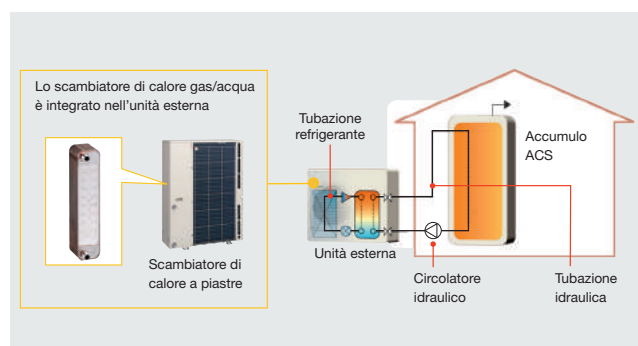 Lo scambiatore di calore gas/acqua
è integrato nell'unità esterna
Scambiatore di
calore a piastre
Tubazione
refrigerante
Unità esterna
Accumulo
ACS
Circolatore
idraulico
Tubazione
idraulica